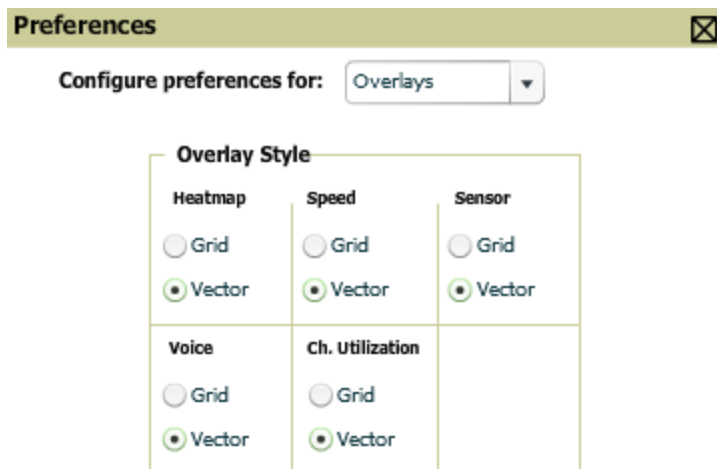 Preferences
Configure preferences for: Overlays
Overlay Style
Heatmap Speed Sensor
Grid Grid Grid
Vector Vector Vector
Voice Ch. Utilization
Grid Grid
Vector Vector